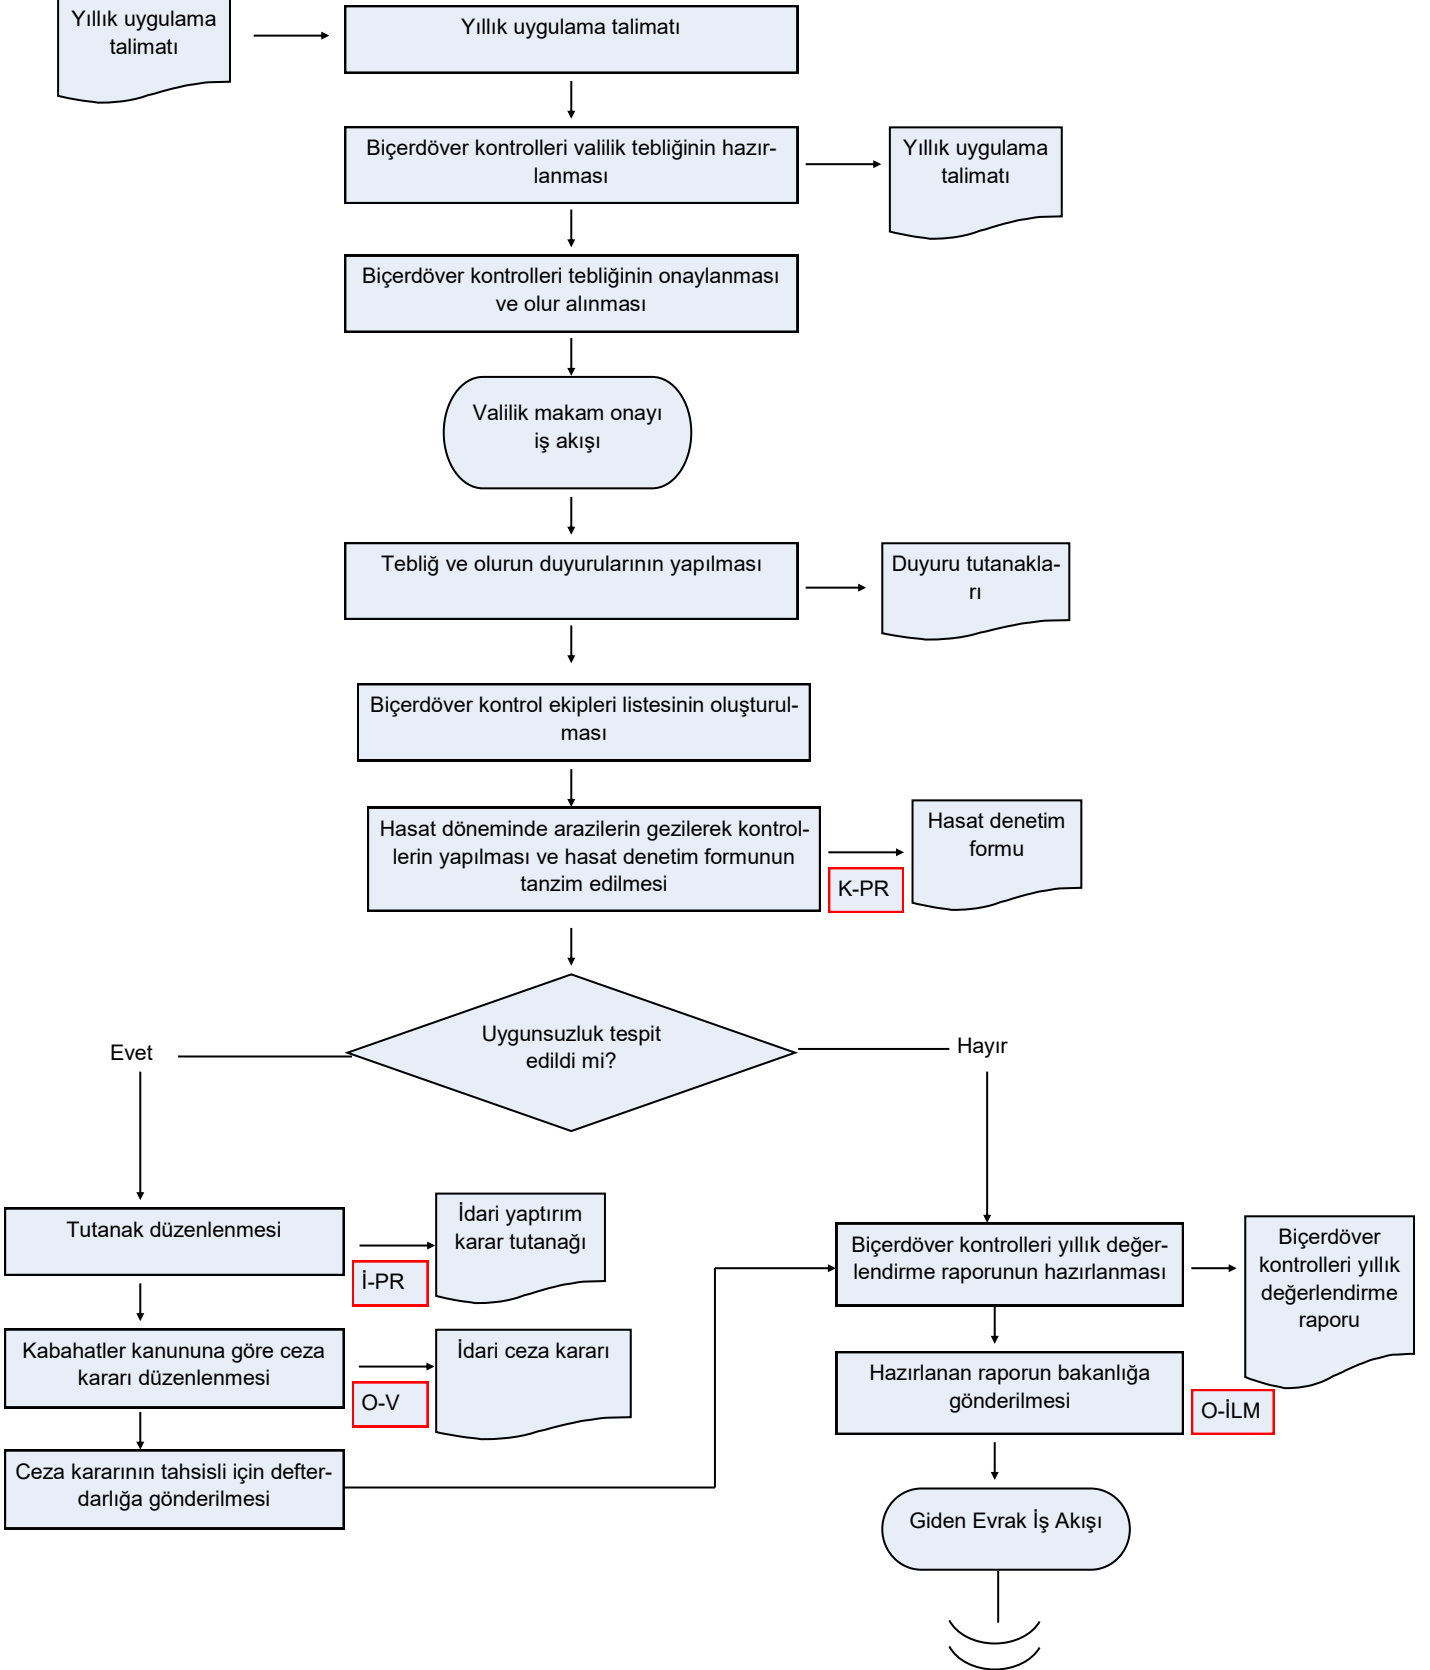 Yıllık uygulama
talimatı
Yıllık uygulama talimatı
Biçerdöver kontrolleri valilik tebliğinin hazır-
lanması
Yıllık uygulama
talimatı
Biçerdöver kontrolleri tebliğinin onaylanması
ve olur alınması
Valilik makam onayı
iş akışı
Tebliğ ve olurun duyurularının yapılması
Duyuru tutanakla-
rı
Biçerdöver kontrol ekipleri listesinin oluşturul-
ması
Hasat döneminde arazilerin gezilerek kontrol-
lerin yapılması ve hasat denetim formunun
tanzim edilmesi
K-PR
Hasat denetim
formu
Uygunsuzluk tespit
edildi mi?
Evet
Hayır
Tutanak düzenlenmesi
İ-PR
İdari yaptırım
karar tutanağı
Kabahatler kanununa göre ceza
kararı düzenlenmesi
O-V
İdari ceza kararı
Ceza kararının tahsisli için defter-
darlığa gönderilmesi
Biçerdöver kontrolleri yıllık değer-
lendirme raporunun hazırlanması
Biçerdöver
kontrolleri yıllık
değerlendirme
raporu
Hazırlanan raporun bakanlığa
gönderilmesi
O-İLM
Giden Evrak İş Akışı